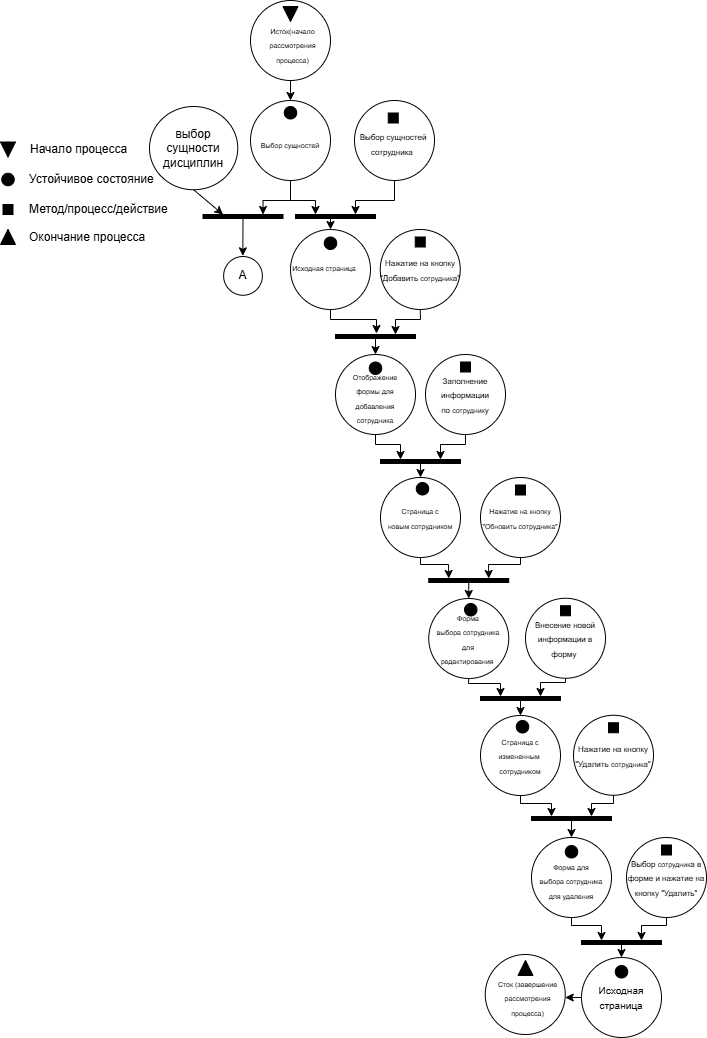 Исток(начало
рассмотрения
процесса)
выбор
сущности
дисциплин
Выбор сущностей
Выбор сущностей
сотрудника
Начало процесса
Устойчивое состояние
Метод/процесс/действие
Окончание процесса
А
Исходная страница
Нажатие на кнопку
"Добавить сотрудника"
Отображение
формы для
добавления
сотрудника
Заполнение
информации
по сотруднику
Страница с
новым сотрудником
Нажатие на кнопку
"Обновить сотрудника"
Форма
выбора сотрудника
для
редактирования
Внесение новой
информации в
форму
Страница с
измененным
сотрудником
Нажатие на кнопку
"Удалить сотрудника"
Форма для
выбора сотрудника
для удаления
Выбор сотрудника в
форме и нажатие на
кнопку "Удалить"
Сток (завершение
рассмотрения
процесса)
Исходная
страница